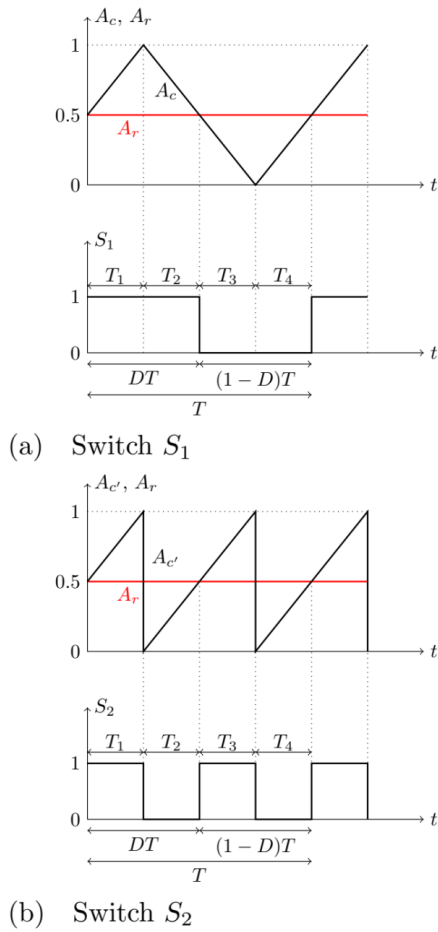 A_c, A_r
1
A_c
0.5
A_r
0
t
S_1
T_1 T_2 T_3 T_4
1
0
t
DT (1 − D)T
T
(a) Switch S_1
A_{c'}, A_r
1
A_{c'}
0.5
A_r
0
t
S_2
T_1 T_2 T_3 T_4
1
0
t
DT (1 − D)T
T
(b) Switch S_2